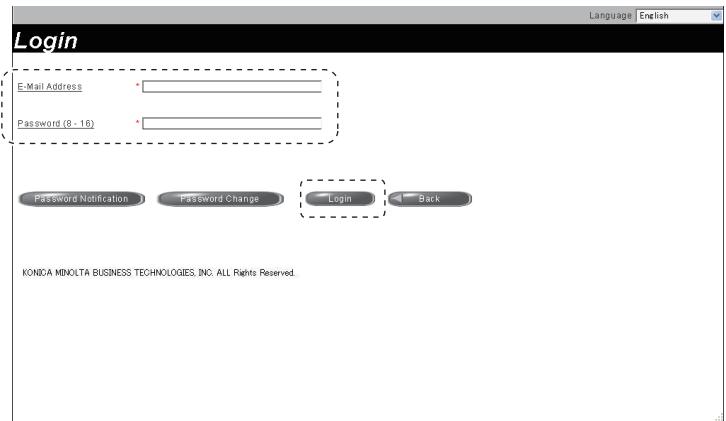 Language English
Login
E-Mail Address *
Password (8 - 16) *
Password Notification Password Change Login Back
KONICA MINOLTA BUSINESS TECHNOLOGIES, INC. ALL Rights Reserved.